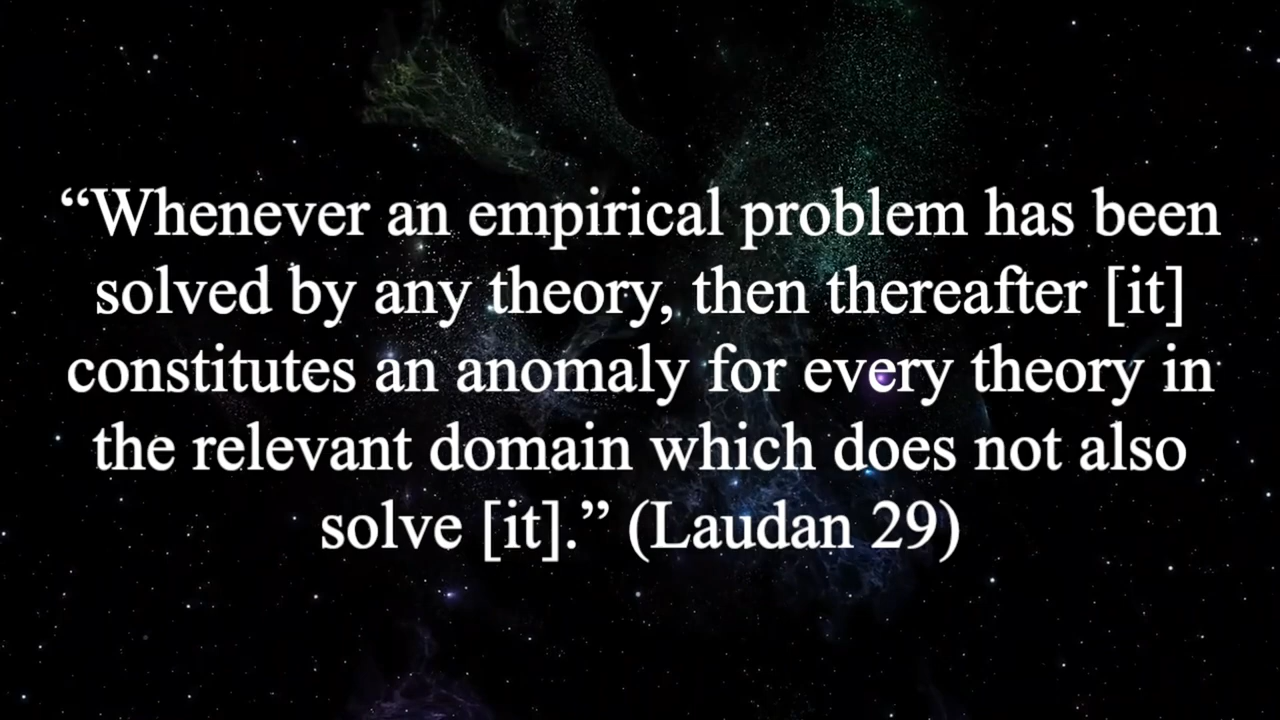 “Whenever an empirical problem has been
solved by any theory, then thereafter [it]
constitutes an anomaly for every theory in
the relevant domain which does not also
solve [it].” (Laudan 29)